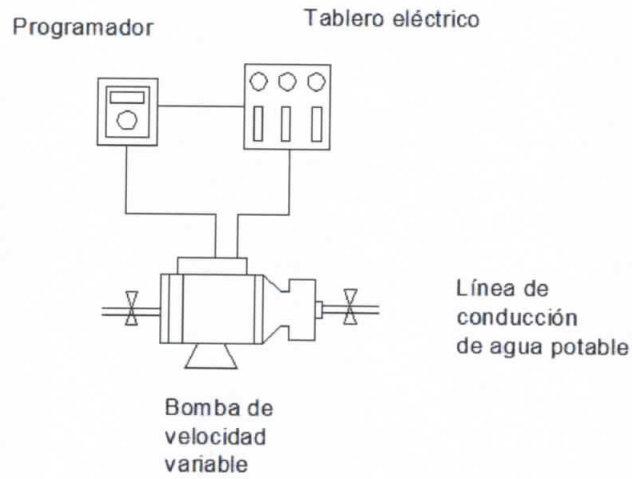 Programador
Tablero eléctrico
Línea de
conducción
de agua potable
Bomba de
velocidad
variable